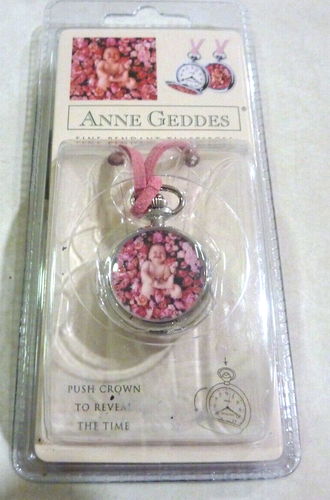 ANNE GEDDES®
PUSH CROWN
TO REVEAL
THE TIME